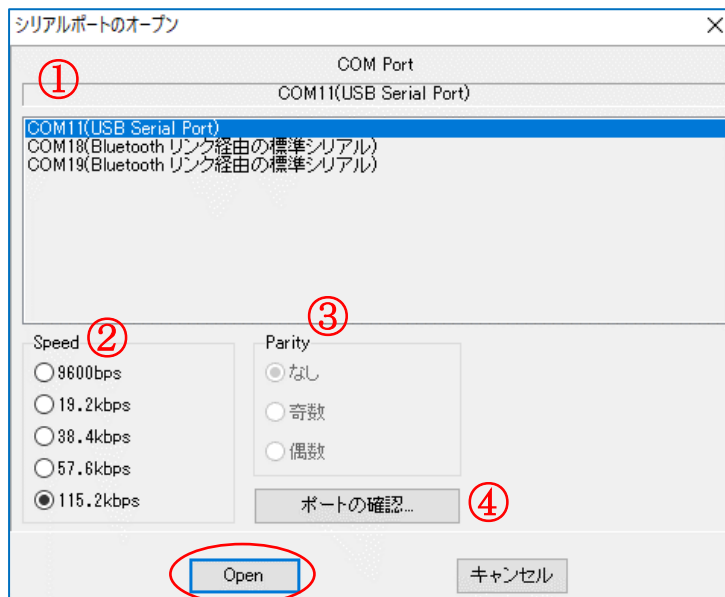 シリアルポートのオープン
①
COM Port
COM11(USB Serial Port)
COM11(USB Serial Port)
COM18(Bluetooth リンク経由の標準シリアル)
COM19(Bluetooth リンク経由の標準シリアル)
Speed ②
9600bps
19.2kbps
38.4kbps
57.6kbps
115.2kbps
③
Parity
なし
奇数
偶数
ポートの確認... ④
Open
キャンセル